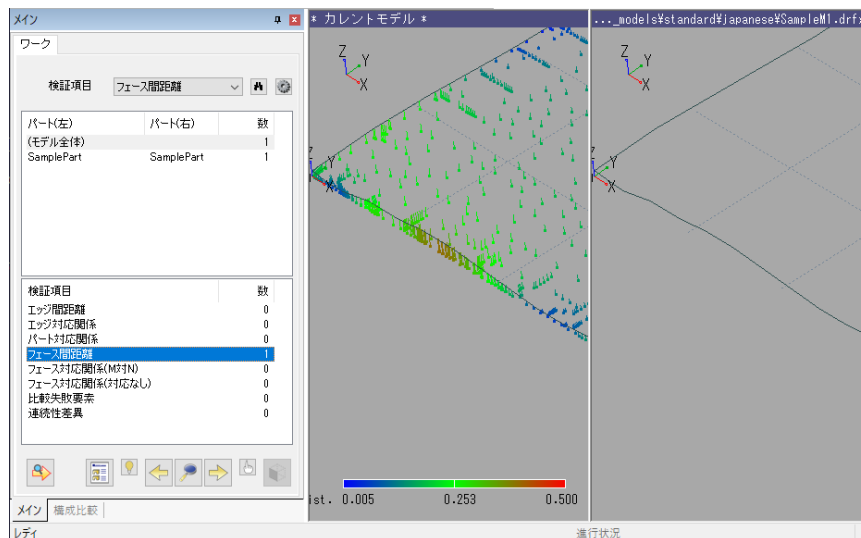 メイン
ワーク
検証項目 フェース間距離
パート(左) パート(右) 数
(モデル全体) 1
SamplePart SamplePart 1
検証項目 数
エッジ間距離 0
エッジ対応関係 0
パート対応関係 0
フェース間距離 1
フェース対応関係(M対N) 0
フェース対応関係(対応なし) 0
比較失敗要素 0
連続性差異 0
メイン 構成比較
レディ
* カレントモデル *
Z
Y
X
Z
Y
X
ist. 0.005 0.253 0.500
..._models¥standard¥japanese¥SampleM1.drfx
Z
Y
X
Z
Y
X
進行状況